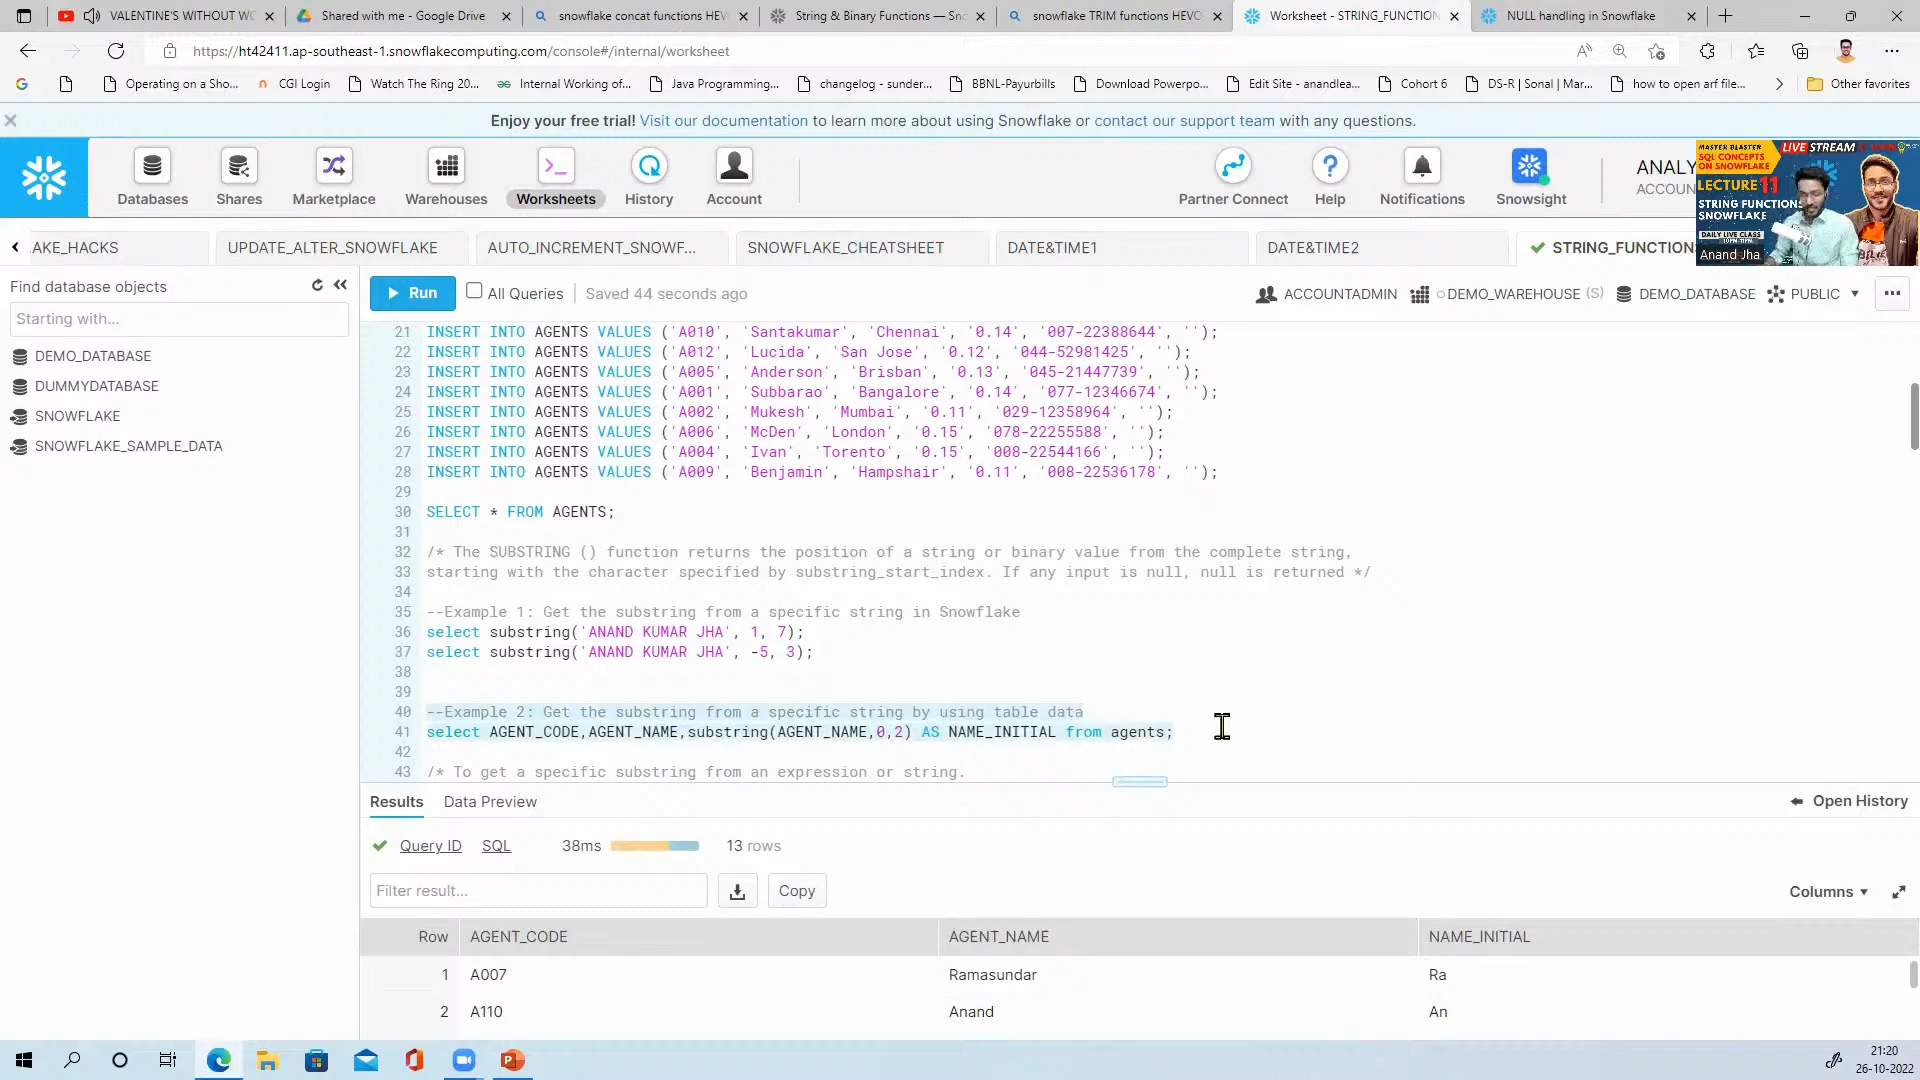 VALENTINE'S WITHOUT WO
Shared with me - Google Drive
snowflake concat functions HEV
String & Binary Functions — Sno
snowflake TRIM functions HEVO
Worksheet - STRING_FUNCTION
NULL handling in Snowflake
https://ht42411.ap-southeast-1.snowflakecomputing.com/console#/internal/worksheet
Operating on a Sho...
CGI Login
Watch The Ring 20...
Internal Working of...
Java Programming...
changelog - sunder...
BBNL-Payurbills
Download Powerpo...
Edit Site - anandlea...
Cohort 6
DS-R | Sonal | Mar...
how to open arf file...
Other favorites
Enjoy your free trial! Visit our documentation to learn more about using Snowflake or contact our support team with any questions.
Databases
Shares
Marketplace
Warehouses
Worksheets
History
Account
Partner Connect
Help
Notifications
Snowsight
ANALY
ACCOUN
MASTER BLASTER
SQL CONCEPTS
ON SNOWFLAKE
LIVE STREAM
LECTURE 11
STRING FUNCTIONS
SNOWFLAKE
DAILY LIVE CLASS
Anand Jha
AKE_HACKS
UPDATE_ALTER_SNOWFLAKE
AUTO_INCREMENT_SNOWF...
SNOWFLAKE_CHEATSHEET
DATE&TIME1
DATE&TIME2
STRING_FUNCTION
Find database objects
Starting with...
DEMO_DATABASE
DUMMYDATABASE
SNOWFLAKE
SNOWFLAKE_SAMPLE_DATA
Run
All Queries
Saved 44 seconds ago
ACCOUNTADMIN
DEMO_WAREHOUSE (S)
DEMO_DATABASE
PUBLIC
21 INSERT INTO AGENTS VALUES ('A010', 'Santakumar', 'Chennai', '0.14', '007-22388644', '');
22 INSERT INTO AGENTS VALUES ('A012', 'Lucida', 'San Jose', '0.12', '044-52981425', '');
23 INSERT INTO AGENTS VALUES ('A005', 'Anderson', 'Brisban', '0.13', '045-21447739', '');
24 INSERT INTO AGENTS VALUES ('A001', 'Subbarao', 'Bangalore', '0.14', '077-12346674', '');
25 INSERT INTO AGENTS VALUES ('A002', 'Mukesh', 'Mumbai', '0.11', '029-12358964', '');
26 INSERT INTO AGENTS VALUES ('A006', 'McDen', 'London', '0.15', '078-22255588', '');
27 INSERT INTO AGENTS VALUES ('A004', 'Ivan', 'Torento', '0.15', '008-22544166', '');
28 INSERT INTO AGENTS VALUES ('A009', 'Benjamin', 'Hampshair', '0.11', '008-22536178', '');
29
30 SELECT * FROM AGENTS;
31
32 /* The SUBSTRING () function returns the position of a string or binary value from the complete string,
33 starting with the character specified by substring_start_index. If any input is null, null is returned */
34
35 --Example 1: Get the substring from a specific string in Snowflake
36 select substring('ANAND KUMAR JHA', 1, 7);
37 select substring('ANAND KUMAR JHA', -5, 3);
38
39
40 --Example 2: Get the substring from a specific string by using table data
41 select AGENT_CODE,AGENT_NAME,substring(AGENT_NAME,0,2) AS NAME_INITIAL from agents;
42
43 /* To get a specific substring from an expression or string.
Results
Data Preview
Open History
Query ID
SQL
38ms
13 rows
Filter result...
Copy
Columns
Row AGENT_CODE AGENT_NAME NAME_INITIAL
1 A007 Ramasundar Ra
2 A110 Anand An
21:20
26-10-2022